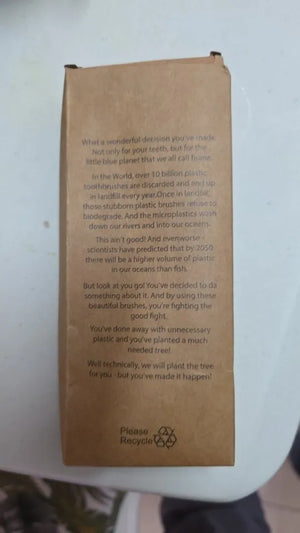 What a wonderful decision you've made.
Not only for your teeth, but for the
little blue planet that we all call home.
In the World, over 10 billion plastic
toothbrushes are discarded and end up
in landfill every year.Once in landfill,
those stubborn plastic brushes refuse to
biodegrade. And the microplastics wash
down our rivers and into our oceans.
This ain't good! And evenworse -
scientists have predicted that by 2050
there will be a higher volume of plastic
in our oceans than fish.
But look at you go! You've decided to do
something about it. And by using these
beautiful brushes, you're fighting the
good fight.
You've done away with unnecessary
plastic and you've planted a much
needed tree!
Well technically, we will plant the tree
for you - but you've made it happen!
Please
Recycle